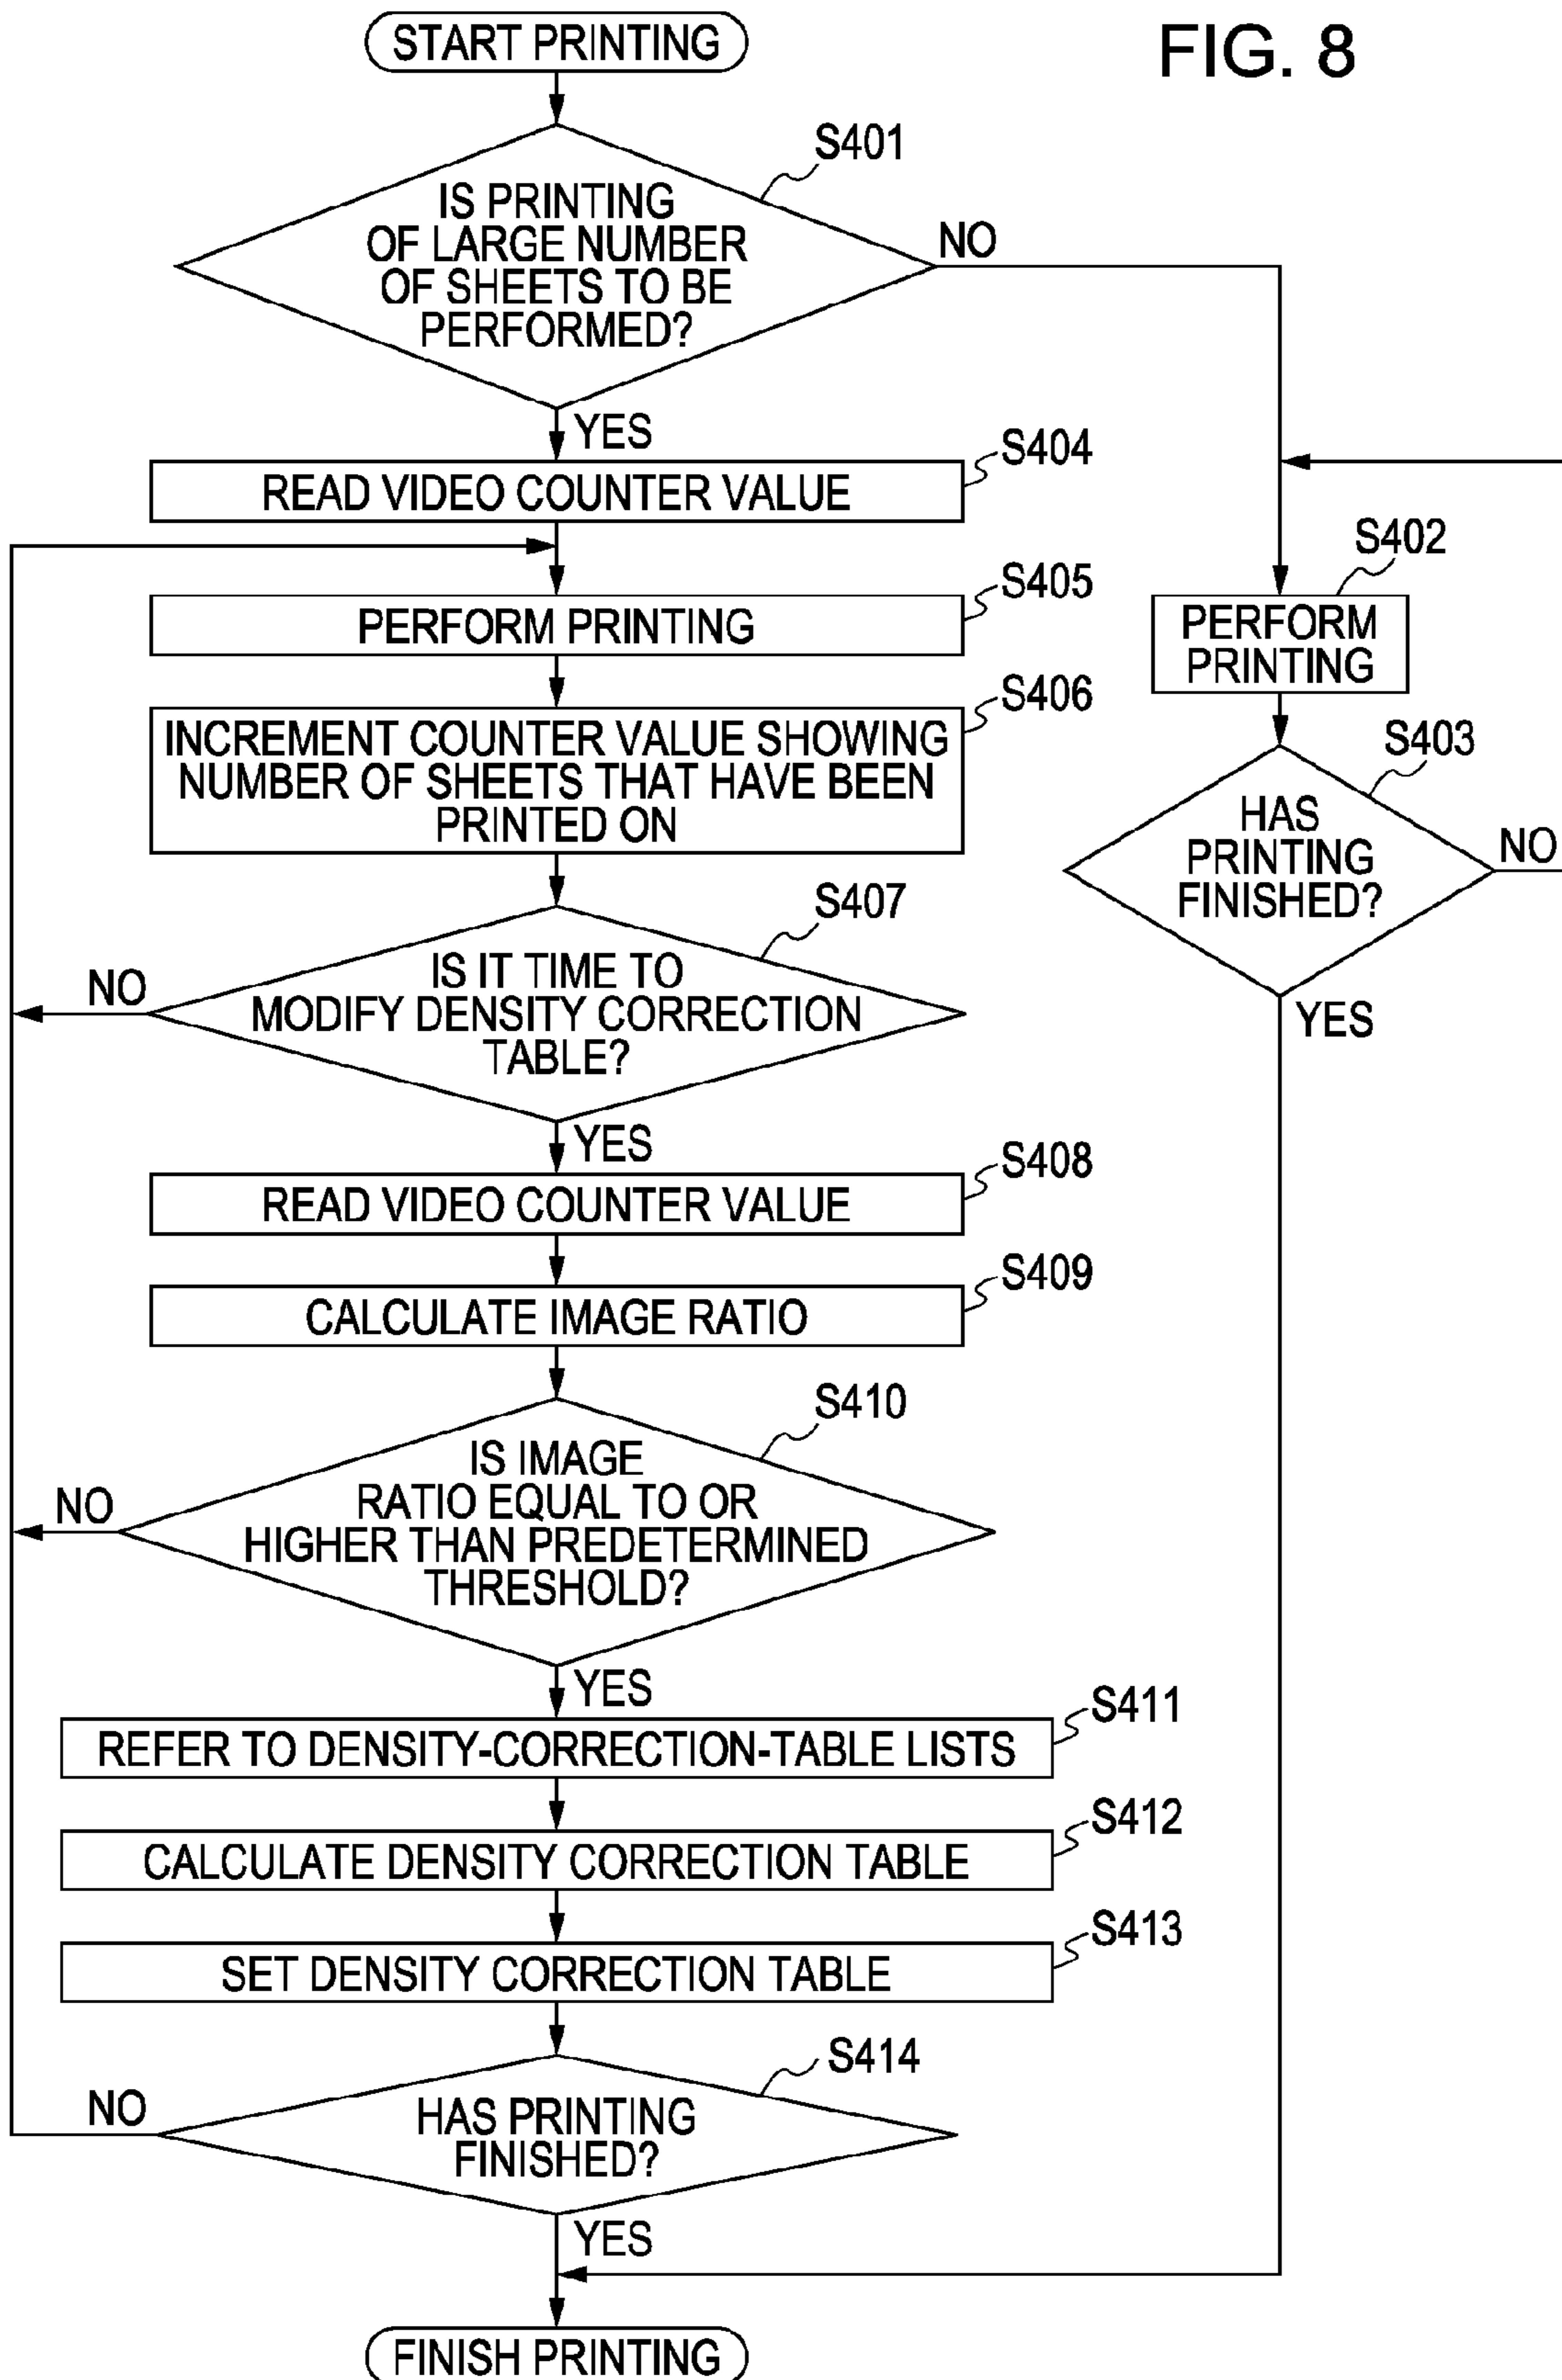 FIG. 8
START PRINTING
S401
IS PRINTING
OF LARGE NUMBER
OF SHEETS TO BE
PERFORMED?
NO
YES
S404
READ VIDEO COUNTER VALUE
S402
PERFORM
PRINTING
S403
HAS
PRINTING
FINISHED?
NO
YES
S405
PERFORM PRINTING
S406
INCREMENT COUNTER VALUE SHOWING
NUMBER OF SHEETS THAT HAVE BEEN
PRINTED ON
S407
IS IT TIME TO
MODIFY DENSITY CORRECTION
TABLE?
NO
YES
S408
READ VIDEO COUNTER VALUE
S409
CALCULATE IMAGE RATIO
S410
IS IMAGE
RATIO EQUAL TO OR
HIGHER THAN PREDETERMINED
THRESHOLD?
NO
YES
S411
REFER TO DENSITY-CORRECTION-TABLE LISTS
S412
CALCULATE DENSITY CORRECTION TABLE
S413
SET DENSITY CORRECTION TABLE
S414
HAS PRINTING
FINISHED?
NO
YES
FINISH PRINTING